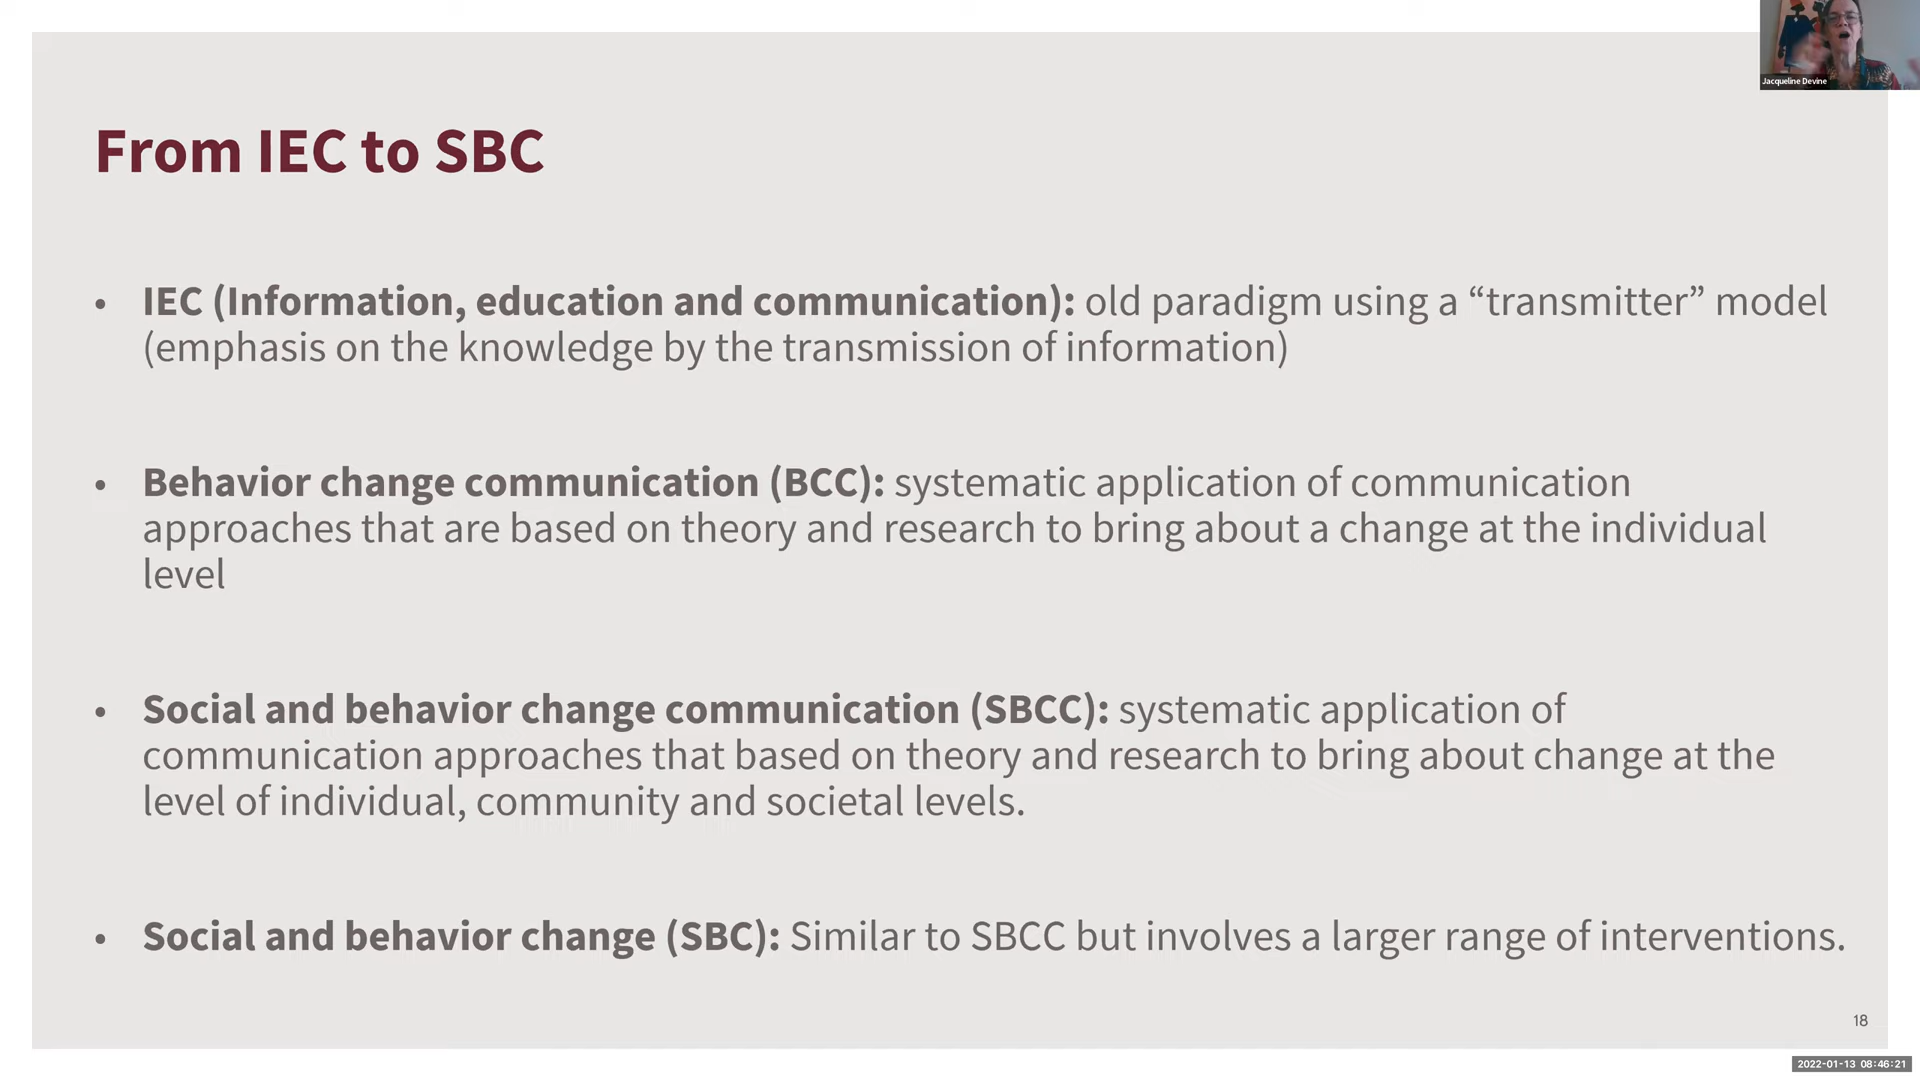 Jacqueline Devine
From IEC to SBC
• IEC (Information, education and communication): old paradigm using a “transmitter” model
(emphasis on the knowledge by the transmission of information)
• Behavior change communication (BCC): systematic application of communication
approaches that are based on theory and research to bring about a change at the individual
level
• Social and behavior change communication (SBCC): systematic application of
communication approaches that based on theory and research to bring about change at the
level of individual, community and societal levels.
• Social and behavior change (SBC): Similar to SBCC but involves a larger range of interventions.
18
2022-01-13 08:46:21